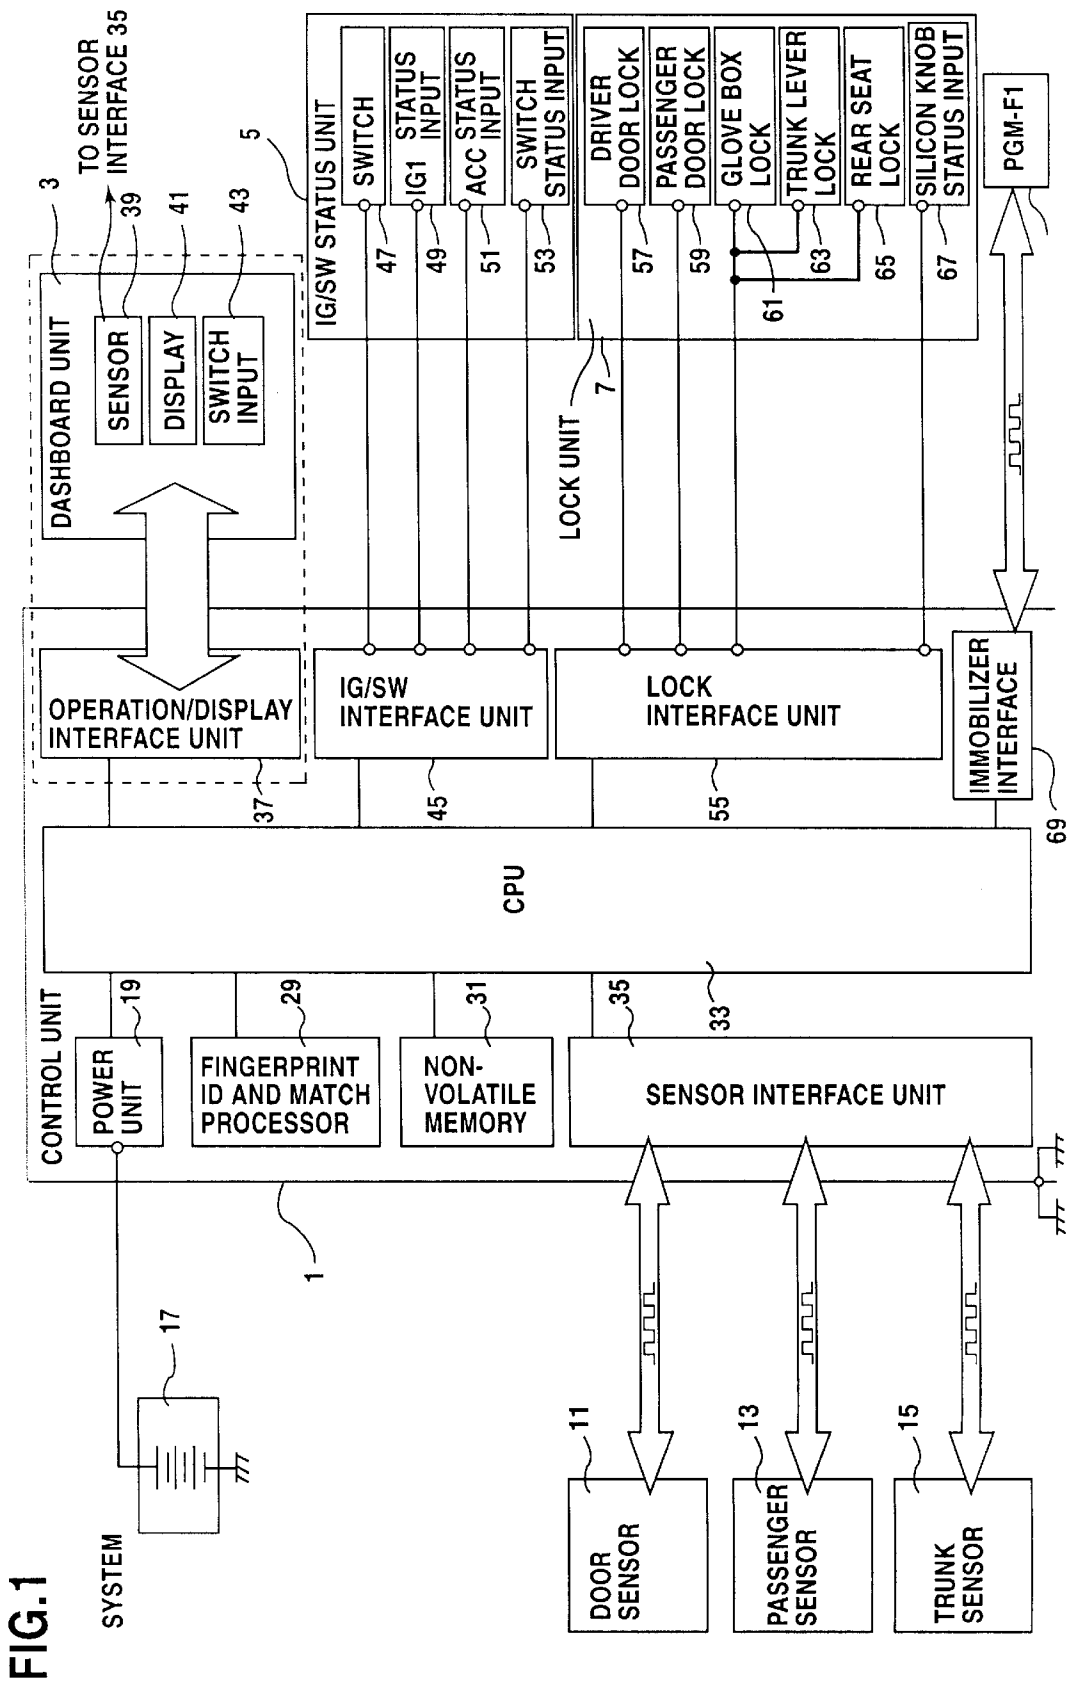 FIG.1
SYSTEM
17
CONTROL UNIT
1
POWER
UNIT
19
FINGERPRINT
ID AND MATCH
PROCESSOR
29
NON-
VOLATILE
MEMORY
31
SENSOR INTERFACE UNIT
35
DOOR
SENSOR
11
PASSENGER
SENSOR
13
TRUNK
SENSOR
15
CPU
33
OPERATION/DISPLAY
INTERFACE UNIT
37
IG/SW
INTERFACE UNIT
45
LOCK
INTERFACE UNIT
55
IMMOBILIZER
INTERFACE
69
DASHBOARD UNIT
3
SENSOR
39
DISPLAY
41
SWITCH
INPUT
43
TO SENSOR
INTERFACE 35
IG/SW STATUS UNIT
5
SWITCH
47
IG1 STATUS
INPUT
49
ACC STATUS
INPUT
51
SWITCH
STATUS INPUT
53
LOCK UNIT
7
DRIVER
DOOR LOCK
57
PASSENGER
DOOR LOCK
59
GLOVE BOX
LOCK
61
TRUNK LEVER
LOCK
63
REAR SEAT
LOCK
65
SILICON KNOB
STATUS INPUT
67
PGM-F1